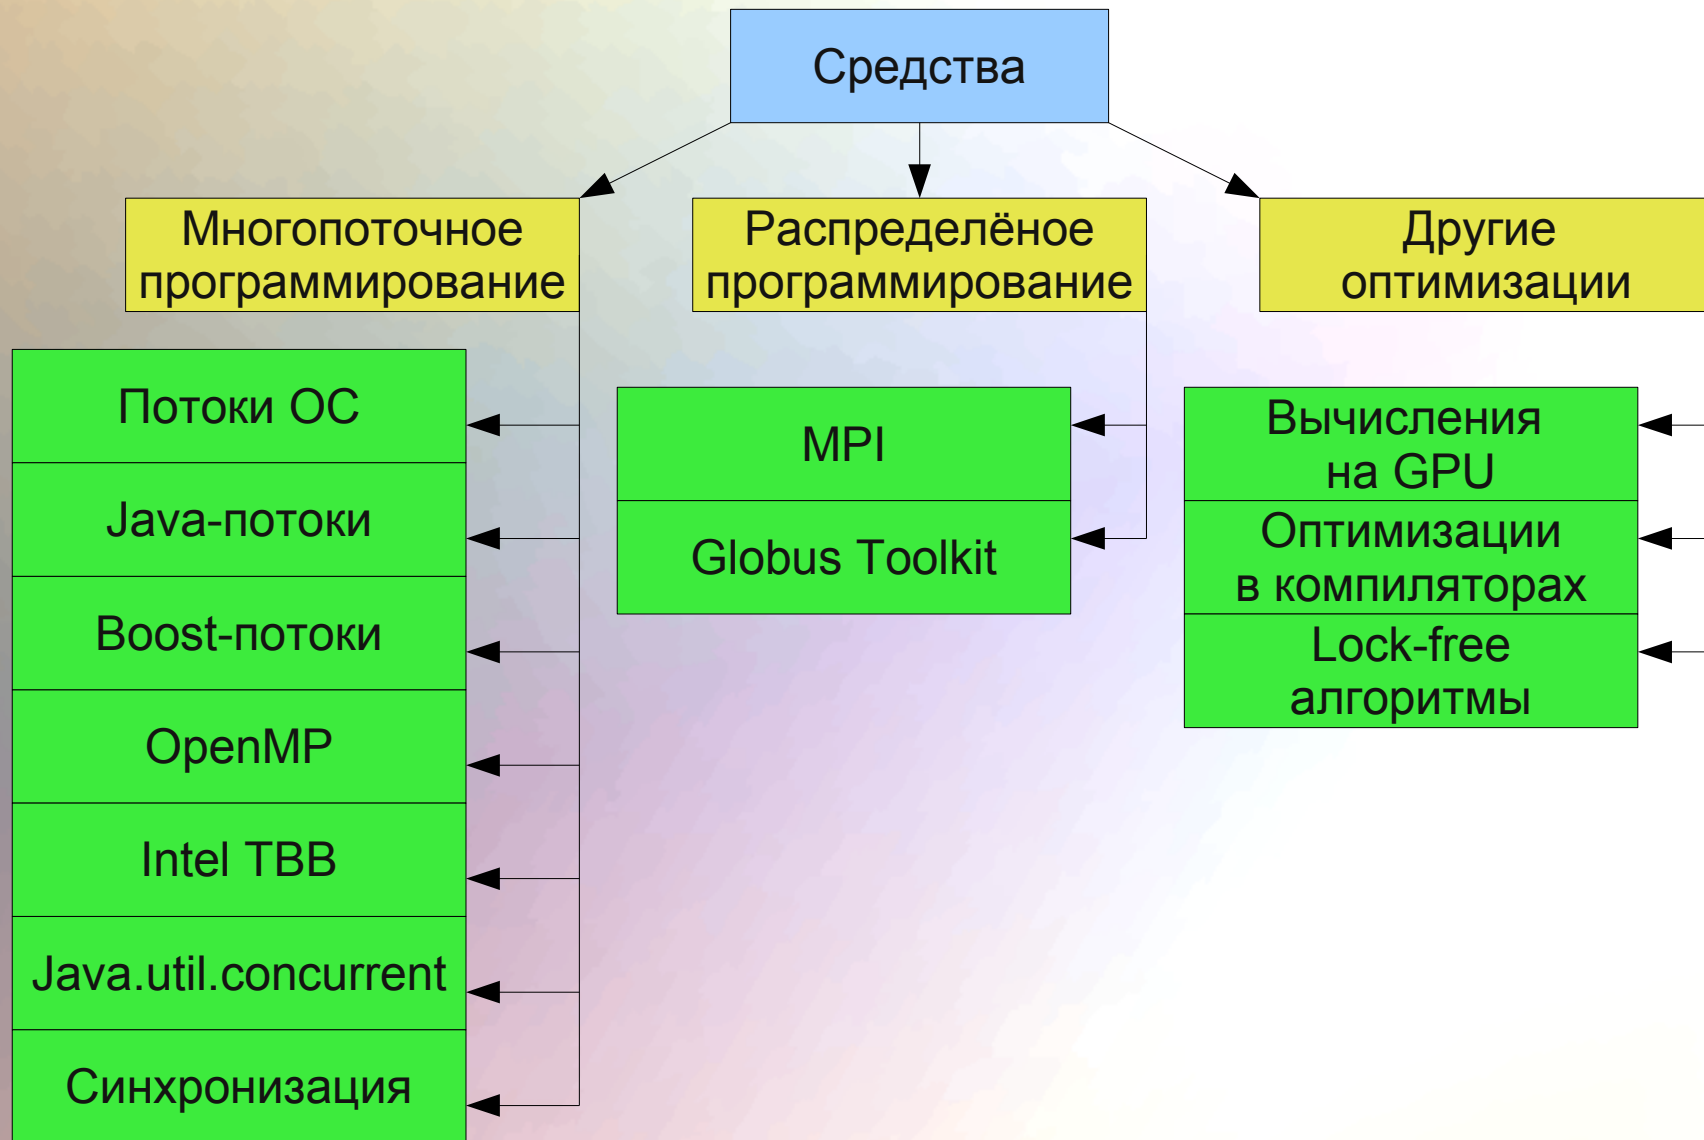 Средства
Многопоточное
программирование
Распределёное
программирование
Другие
оптимизации
Потоки ОС
Java-потоки
Boost-потоки
OpenMP
Intel TBB
Java.util.concurrent
Синхронизация
MPI
Globus Toolkit
Вычисления
на GPU
Оптимизации
в компиляторах
Lock-free
алгоритмы